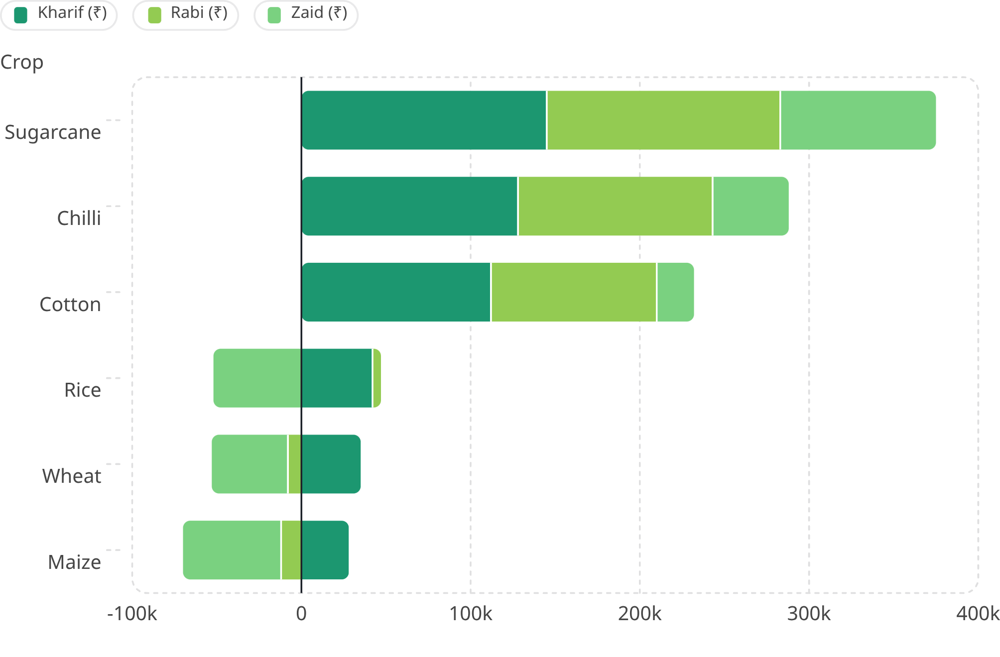 Kharif (₹) Rabi (₹) Zaid (₹)
Crop
Sugarcane
Chilli
Cotton
Rice
Wheat
Maize
-100k 0 100k 200k 300k 400k